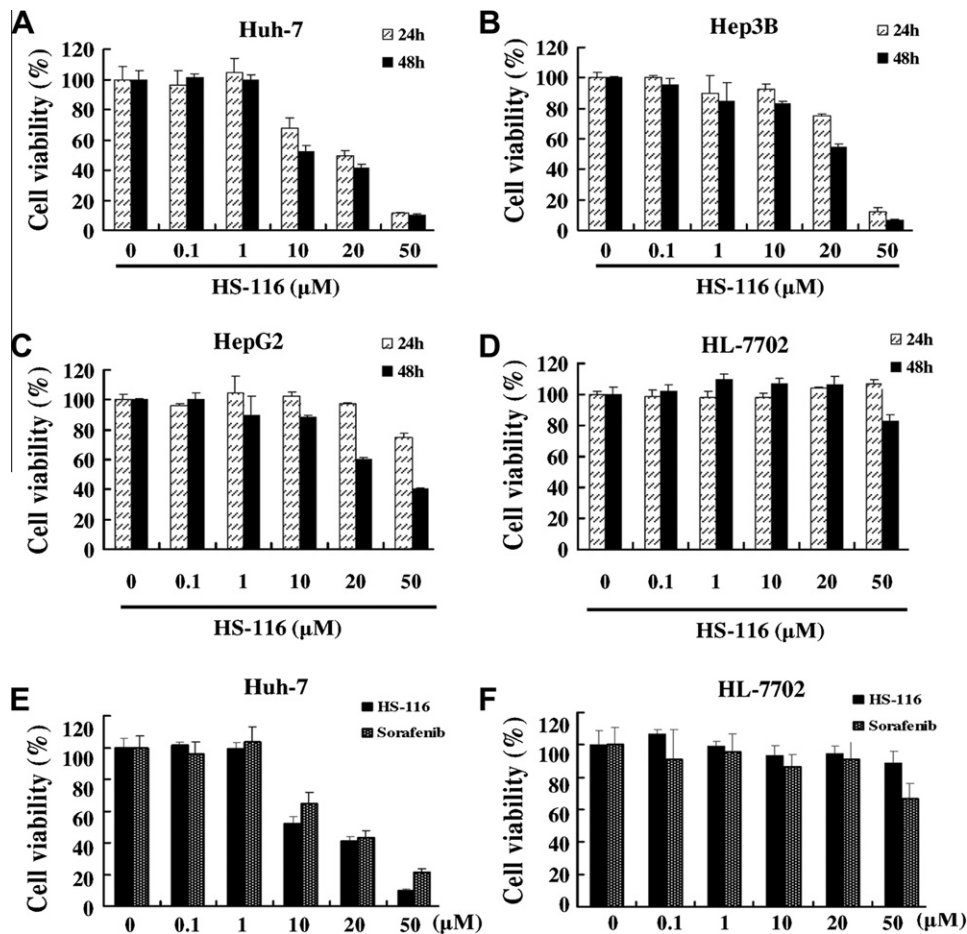 A
Huh-7
24h
48h
Cell viability (%)
120
100
80
60
40
20
0
0 0.1 1 10 20 50
HS-116 (μM)
B
Hep3B
24h
48h
Cell viability (%)
120
100
80
60
40
20
0
0 0.1 1 10 20 50
HS-116 (μM)
C
HepG2
24h
48h
Cell viability (%)
120
100
80
60
40
20
0
0 0.1 1 10 20 50
HS-116 (μM)
D
HL-7702
24h
48h
Cell viability (%)
120
100
80
60
40
20
0
0 0.1 1 10 20 50
HS-116 (μM)
E
Huh-7
HS-116
Sorafenib
Cell viability (%)
120
100
80
60
40
20
0
0 0.1 1 10 20 50 (μM)
F
HL-7702
HS-116
Sorafenib
Cell viability (%)
120
100
80
60
40
20
0
0 0.1 1 10 20 50 (μM)